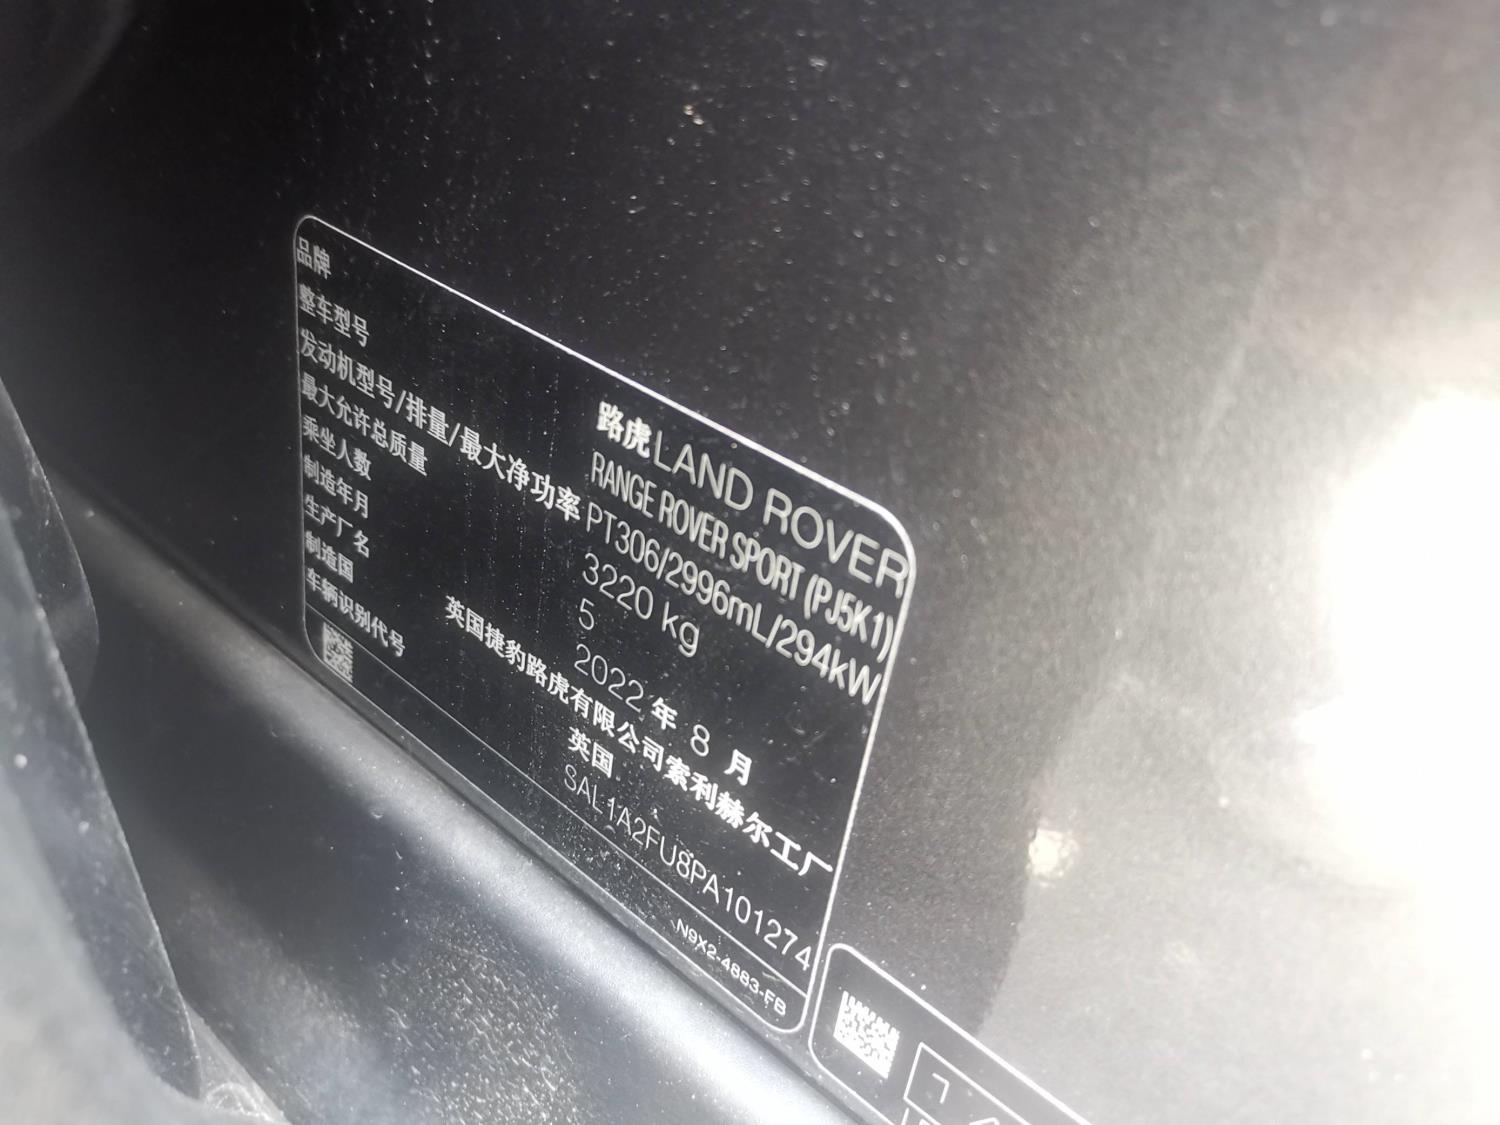 品牌 路虎LAND ROVER
整车型号 RANGE ROVER SPORT (PJ5K1)
发动机型号/排量/最大净功率 PT306/2996mL/294kW
最大允许总质量 3220 kg
乘坐人数 5
制造年月 2022 年 8 月
生产厂名 英国捷豹路虎有限公司索利赫尔工厂
制造国 英国
车辆识别代号 SAL1A2FU8PA101274
N9X2-4883-FB